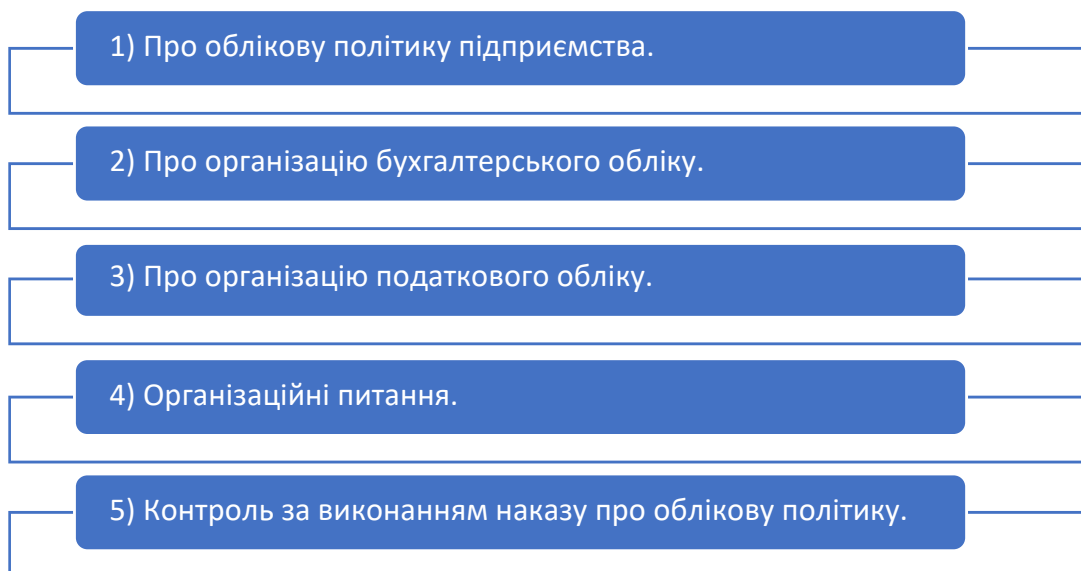 1) Про облікову політику підприємства.
2) Про організацію бухгалтерського обліку.
3) Про організацію податкового обліку.
4) Організаційні питання.
5) Контроль за виконанням наказу про облікову політику.